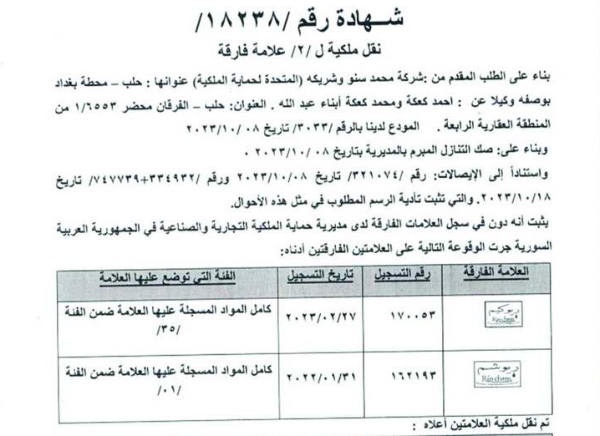 شهادة رقم /١٨٢٣٨/
نقل ملكية ل /٢/ علامة فارقة
بناء على الطلب المقدم من : شركة محمد سنو وشريكه (المتحدة لحماية الملكية) عنوانها : حلب – محطة بغداد
بوصفه وكيلا عن : احمد كعكة ومحمد كعكة أبناء عبد الله . العنوان: حلب – الفرقان محضر ١/٦٥٥٣ من
المنطقة العقارية الرابعة . المودع لدينا بالرقم /٣٠٣٣/ تاريخ ٢٠٢٣/١٠/٠٨
وبناء على: صك التنازل المبرم بالمديرية بتاريخ ٢٠٢٣/١٠/٠٨ .
واستناداً إلى الإيصالات: رقم /٣٢١٠٧٤/ تاريخ ٢٠٢٣/١٠/٠٨ ورقم /٣٣٤٩٣٢+٧٤٧٧٣٩/ تاريخ
٢٠٢٣/١٠/١٨. والتي تثبت تأدية الرسم المطلوب في مثل هذه الأحوال.
يثبت أنه دون في سجل العلامات الفارقة لدى مديرية حماية الملكية التجارية والصناعية في الجمهورية العربية
السورية جرت الوقوعة التالية على العلامتين الفارقتين أدناه:
العلامة الفارقة رقم التسجيل تاريخ التسجيل الفئة التي توضع عليها العلامة
ريوكيم ١٧٠٠٥٣ ٢٠٢٣/٠٢/٢٧ كامل المواد المسجلة عليها العلامة ضمن الفئة
/٣٥/
ريوشم ١٦٢١٩٣ ٢٠٢٢/٠١/٣١ كامل المواد المسجلة عليها العلامة ضمن الفئة
/٠١/
تم نقل ملكية العلامتين أعلاه :